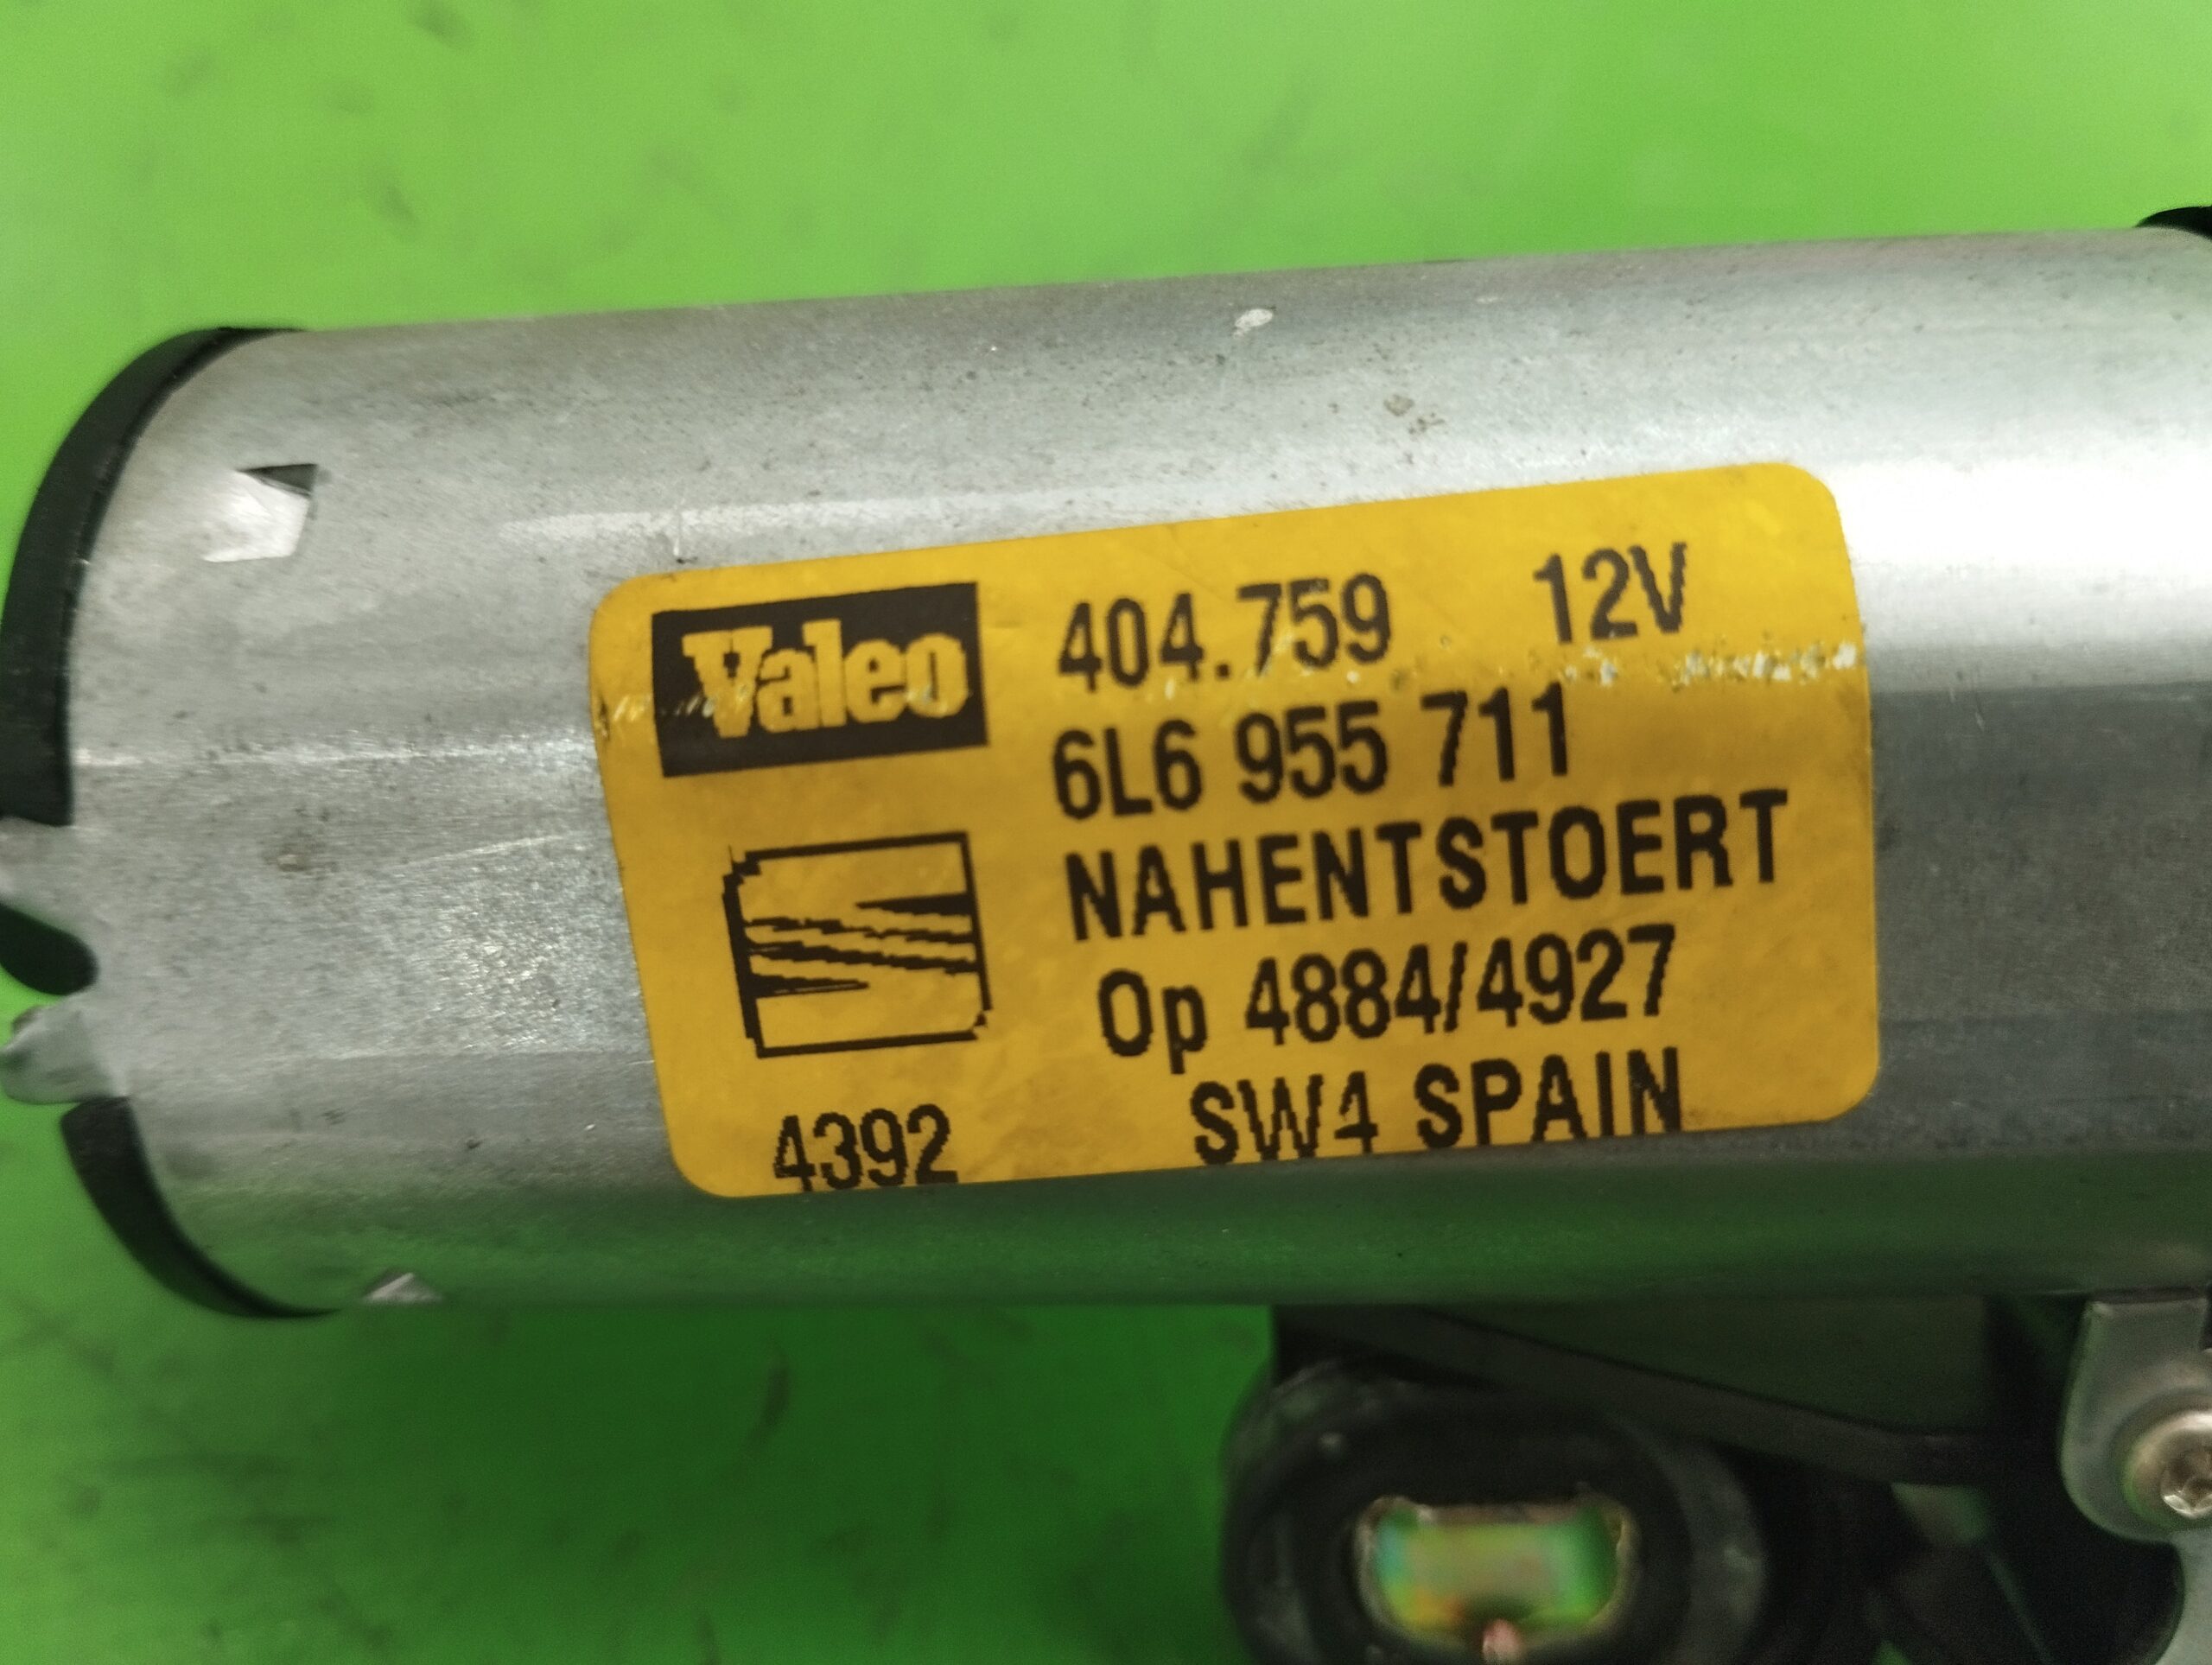 Valeo
404.759 12V
6L6 955 711
NAHENTSTOERT
Op 4884/4927
SW4 SPAIN
4392